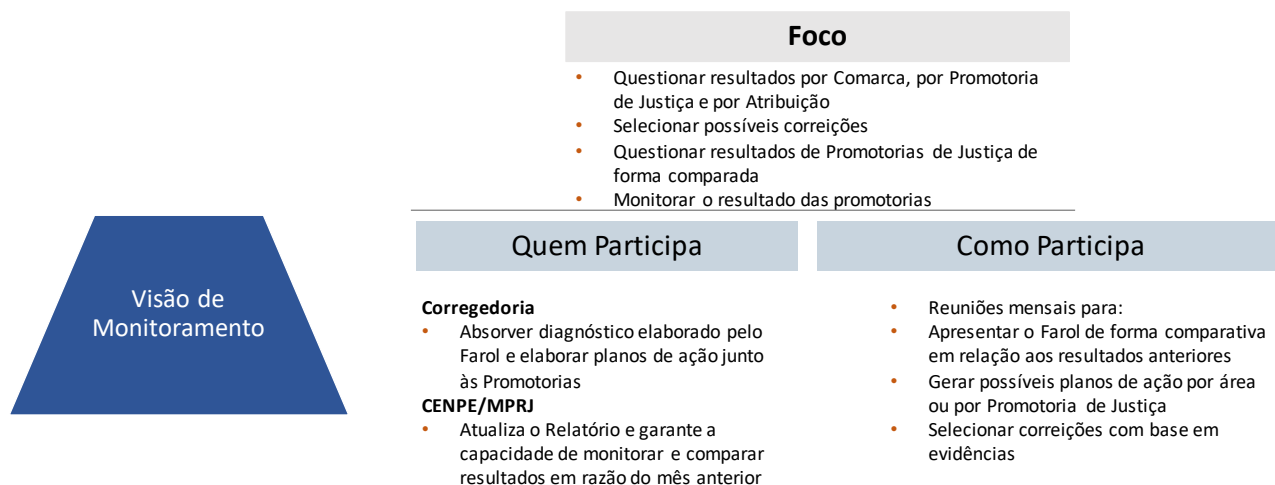 Foco
• Questionar resultados por Comarca, por Promotoria
de Justiça e por Atribuição
• Selecionar possíveis correições
• Questionar resultados de Promotorias de Justiça de
forma comparada
• Monitorar o resultado das promotorias
Visão de
Monitoramento
Quem Participa
Corregedoria
• Absorver diagnóstico elaborado pelo
Farol e elaborar planos de ação junto
às Promotorias
CENPE/MPRJ
• Atualiza o Relatório e garante a
capacidade de monitorar e comparar
resultados em razão do mês anterior
Como Participa
• Reuniões mensais para:
• Apresentar o Farol de forma comparativa
em relação aos resultados anteriores
• Gerar possíveis planos de ação por área
ou por Promotoria de Justiça
• Selecionar correições com base em
evidências